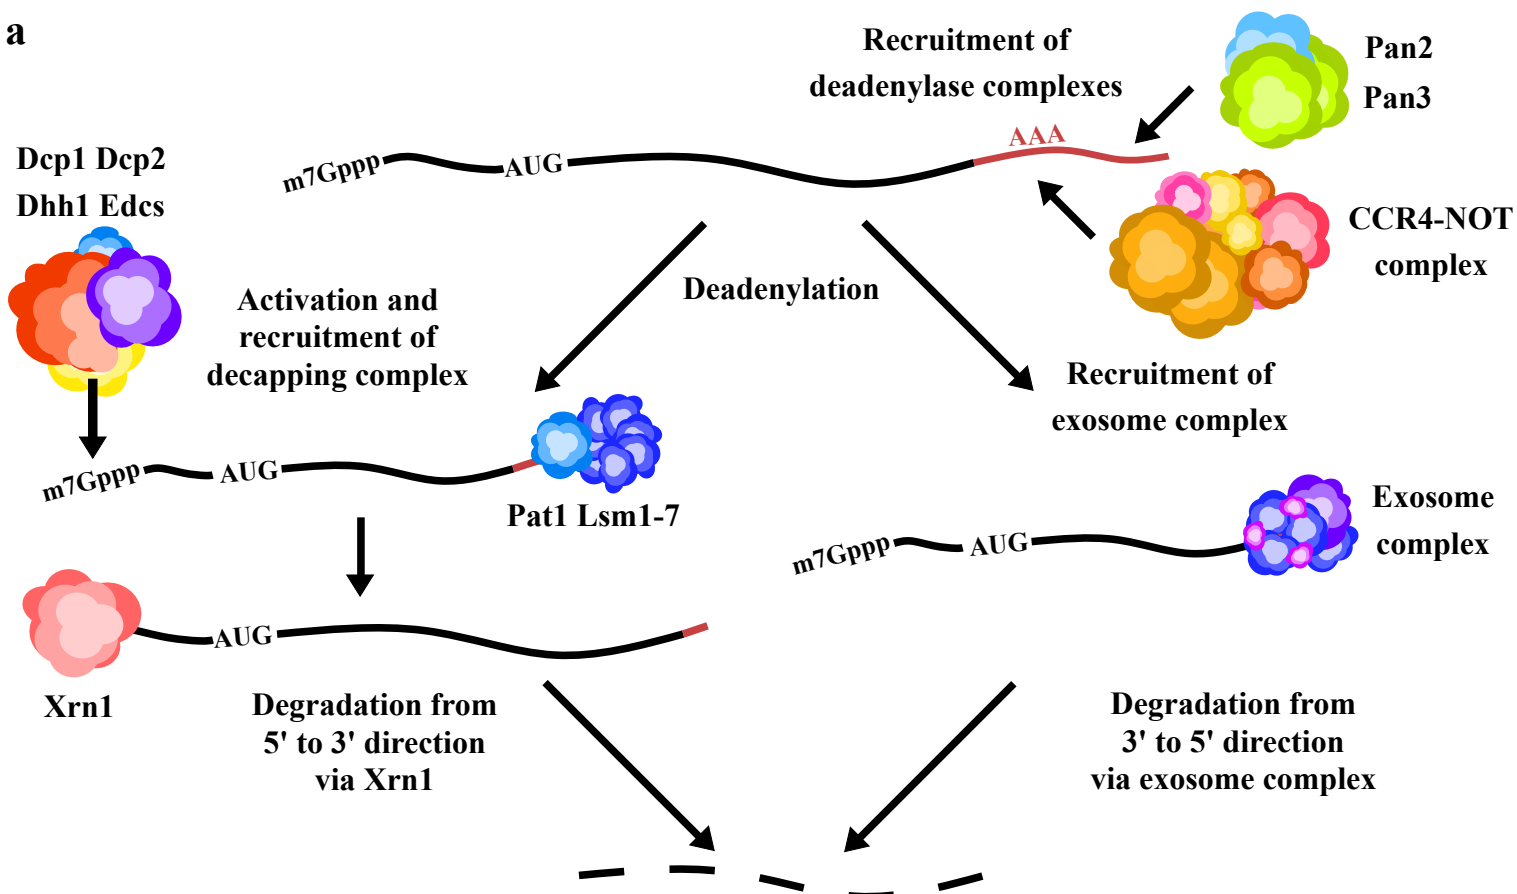 a
Recruitment of
deadenylase complexes
Pan2
Pan3
Dcp1 Dcp2
Dhh1 Edcs
m7Gppp
AUG
AAA
CCR4-NOT
complex
Deadenylation
Activation and
recruitment of
decapping complex
Recruitment of
exosome complex
m7Gppp
AUG
Pat1 Lsm1-7
m7Gppp
AUG
Exosome
complex
AUG
Xrn1
Degradation from
5' to 3' direction
via Xrn1
Degradation from
3' to 5' direction
via exosome complex